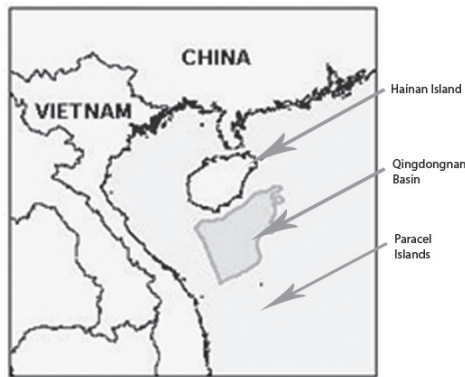 CHINA
VIETNAM
Hainan Island
Qingdongnan
Basin
Paracel
Islands